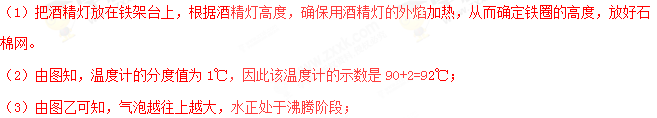 （1）把酒精灯放在铁架台上，根据酒精灯高度，确保用酒精灯的外焰加热，从而确定铁圈的高度，放好石
棉网。
（2）由图知，温度计的分度值为 1℃，因此该温度计的示数是 90+2=92℃；
（3）由图乙可知，气泡越往上越大，水正处于沸腾阶段；